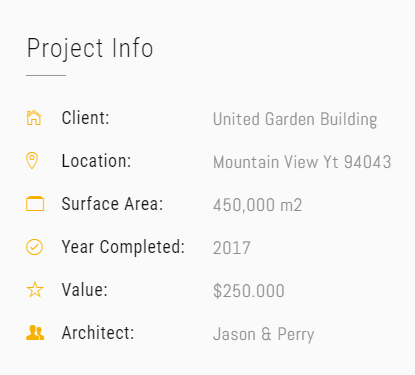 Project Info
Client: United Garden Building
Location: Mountain View Yt 94043
Surface Area: 450,000 m2
Year Completed: 2017
Value: $250.000
Architect: Jason & Perry